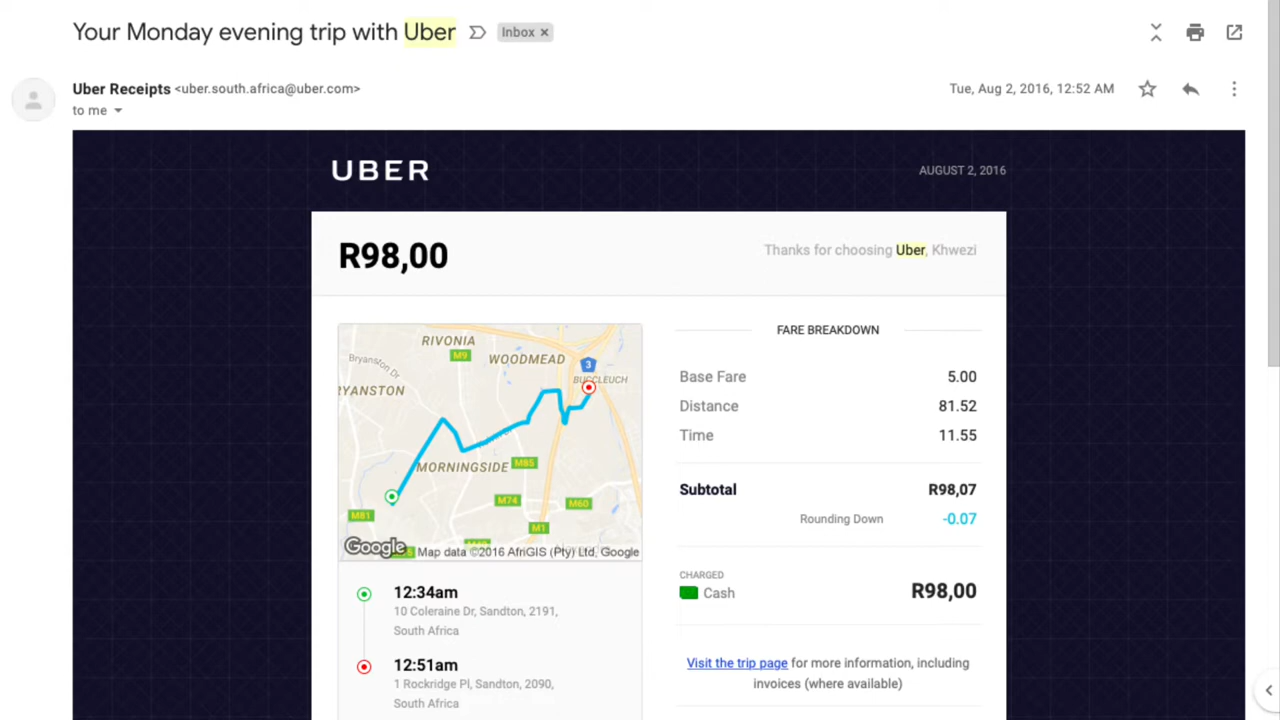 Your Monday evening trip with Uber
Inbox ×
Uber Receipts <uber.south.africa@uber.com>
Tue, Aug 2, 2016, 12:52 AM
to me
UBER
AUGUST 2, 2016
R98,00
Thanks for choosing Uber, Khwezi
RIVONIA
M9
WOODMEAD
3
Bryanston Dr
BUCCLEUCH
RYANSTON
MORNINGSIDE
M85
M74
M60
M81
M1
Google
Map data ©2016 AfriGIS (Pty) Ltd, Google
12:34am
10 Coleraine Dr, Sandton, 2191,
South Africa
12:51am
1 Rockridge Pl, Sandton, 2090,
South Africa
FARE BREAKDOWN
Base Fare 5.00
Distance 81.52
Time 11.55
Subtotal R98,07
Rounding Down -0.07
CHARGED
Cash R98,00
Visit the trip page for more information, including
invoices (where available)